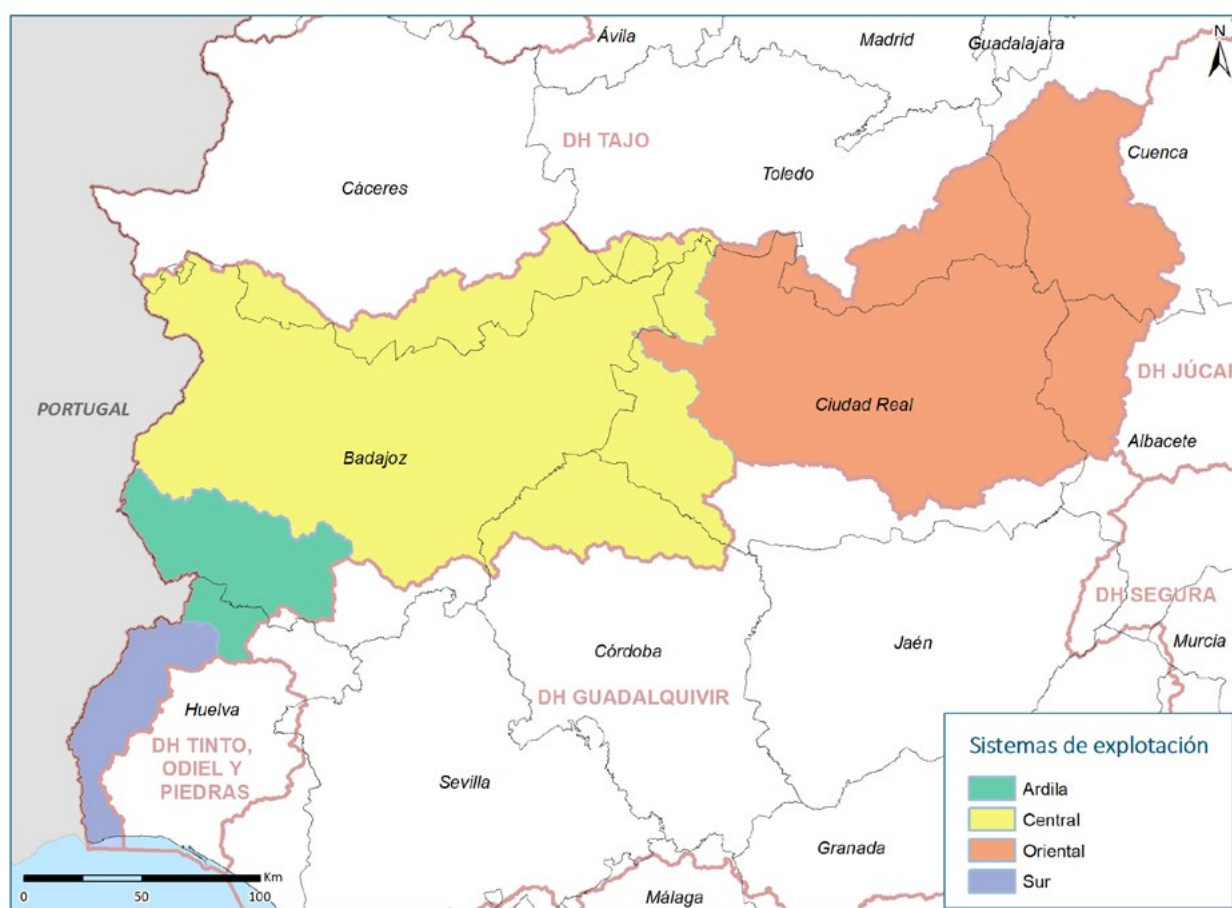 Ávila
Madrid
Guadalajara
N
DH TAJO
Cuenca
Toledo
Cáceres
DH JÚCAR
PORTUGAL
Ciudad Real
Albacete
Badajoz
DH SEGURA
Murcia
Jaén
Córdoba
DH GUADALQUIVIR
Huelva
DH TINTO,
ODIEL Y
PIEDRAS
Sevilla
Granada
Málaga
Sistemas de explotación
Ardila
Central
Oriental
Sur
Km
0 50 100